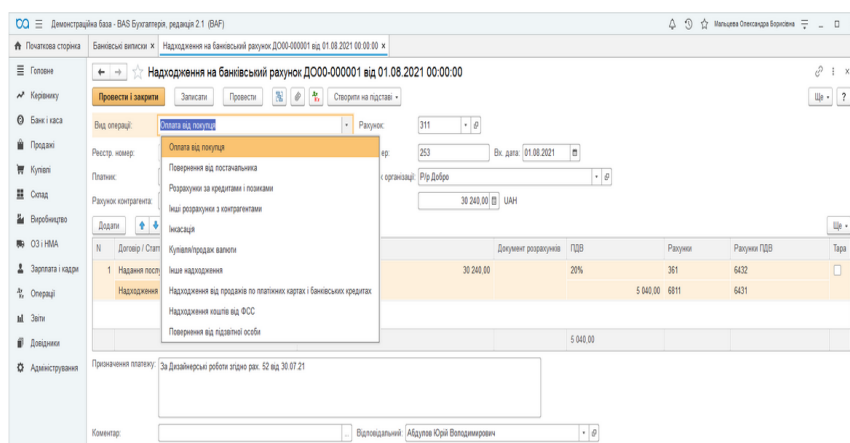 Демонстраційна база - BAS Бухгалтерія, редакція 2.1 (BAF) Мальцева Олександра Борисівна
Початкова сторінка Банківські виписки × Надходження на банківський рахунок ДО00-000001 від 01.08.2021 00:00:00 ×
Головне
Керівнику
Банк і каса
Продажі
Купівлі
Склад
Виробництво
ОЗ і НМА
Зарплата і кадри
Операції
Звіти
Довідники
Адміністрування
Надходження на банківський рахунок ДО00-000001 від 01.08.2021 00:00:00
Провести і закрити Записати Провести Створити на підставі Ще ?
Вид операції: Оплата від покупця Рахунок: 311
Реєстр. номер: ер: 253 Вх. дата: 01.08.2021
Платник: к організації: Р/р Добро
Рахунок контрагента: 30 240,00 UAH
Оплата від покупця
Повернення від постачальника
Розрахунки за кредитами і позиками
Інші розрахунки з контрагентами
Інкасація
Купівля/продаж валюти
Інше надходження
Надходження від продажів по платіжних картах і банківських кредитах
Надходження коштів від ФСС
Повернення від підзвітної особи
Додати Ще
N Договір / Стат Документ розрахунків ПДВ Рахунки Рахунки ПДВ Тара
1 Надання посл 30 240,00 20% 361 6432
Надходження 5 040,00 6811 6431
5 040,00
Призначення платежу: За Дизайнерські роботи згідно рах. 52 від 30.07.21
Коментар: ... Відповідальний: Абдулов Юрій Володимирович